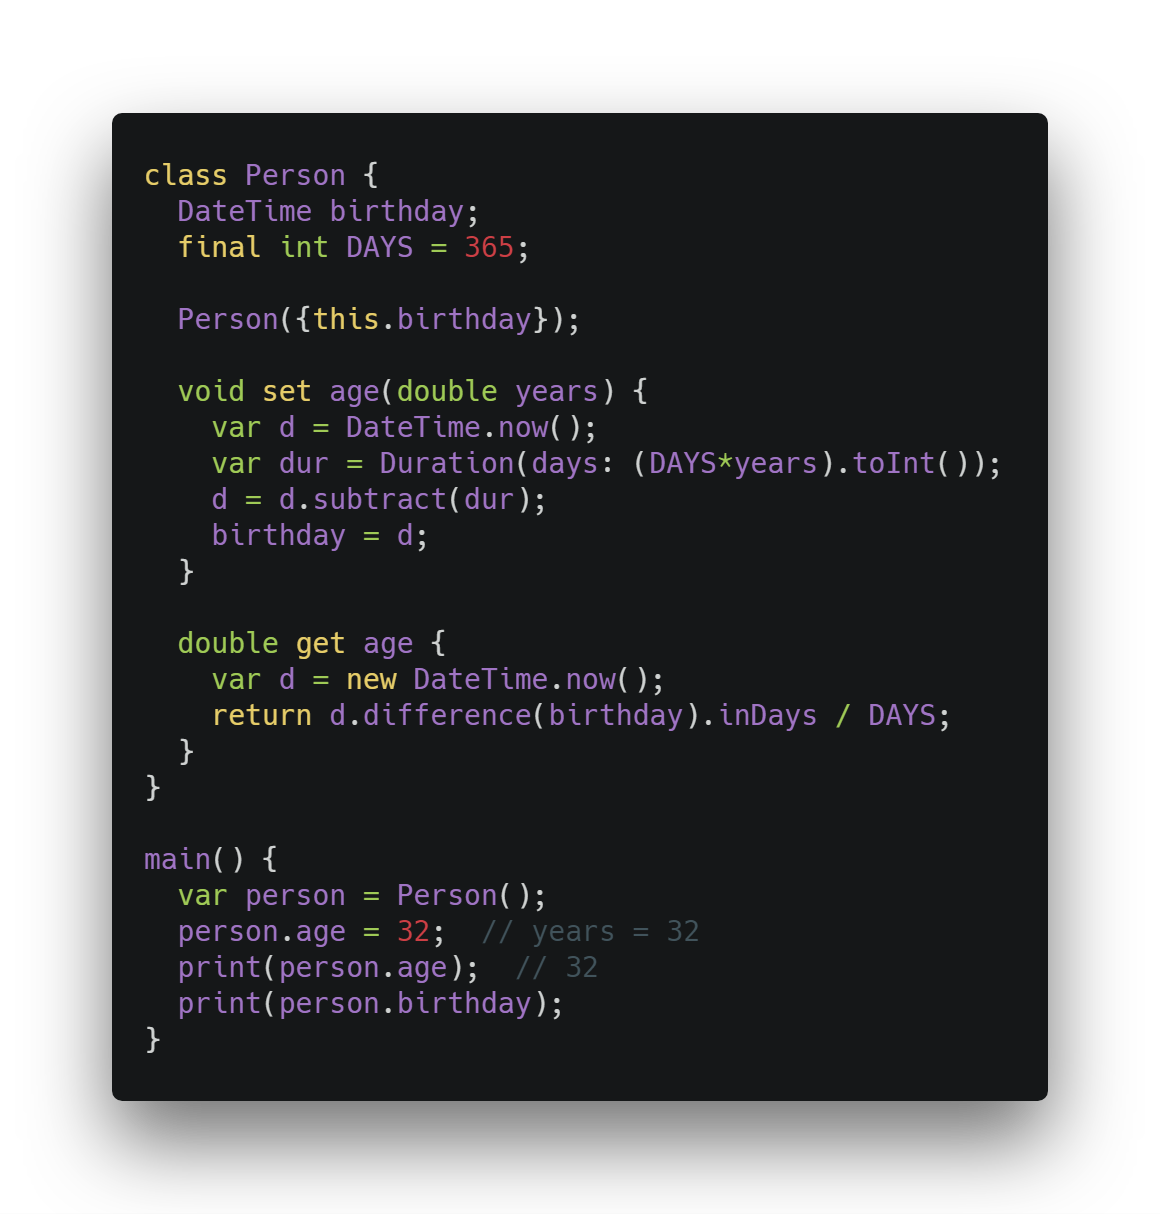 class Person {
  DateTime birthday;
  final int DAYS = 365;

  Person({this.birthday});

  void set age(double years) {
    var d = DateTime.now();
    var dur = Duration(days: (DAYS*years).toInt());
    d = d.subtract(dur);
    birthday = d;
  }

  double get age {
    var d = new DateTime.now();
    return d.difference(birthday).inDays / DAYS;
  }
}

main() {
  var person = Person();
  person.age = 32;  // years = 32
  print(person.age);  // 32
  print(person.birthday);
}